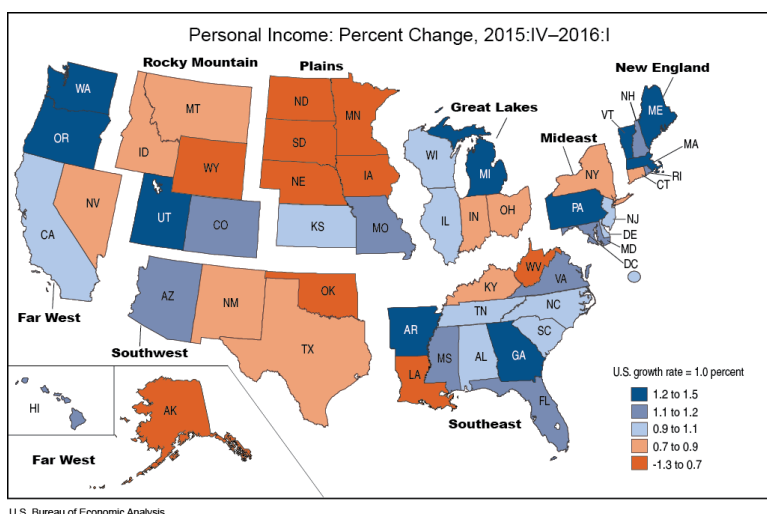 Personal Income: Percent Change, 2015:IV–2016:I
Rocky Mountain
Plains
New England
Great Lakes
Mideast
WA
OR
MT
ID
WY
NV
CA
UT
CO
ND
MN
SD
NE
IA
KS
MO
WI
MI
IL
IN
OH
NH
VT
ME
MA
RI
CT
NY
PA
NJ
DE
MD
DC
Far West
AZ
NM
OK
TX
Southwest
KY
WV
VA
TN
NC
SC
AR
MS
AL
GA
LA
FL
Southeast
HI
AK
Far West
U.S. growth rate = 1.0 percent
1.2 to 1.5
1.1 to 1.2
0.9 to 1.1
0.7 to 0.9
-1.3 to 0.7
U.S. Bureau of Economic Analysis